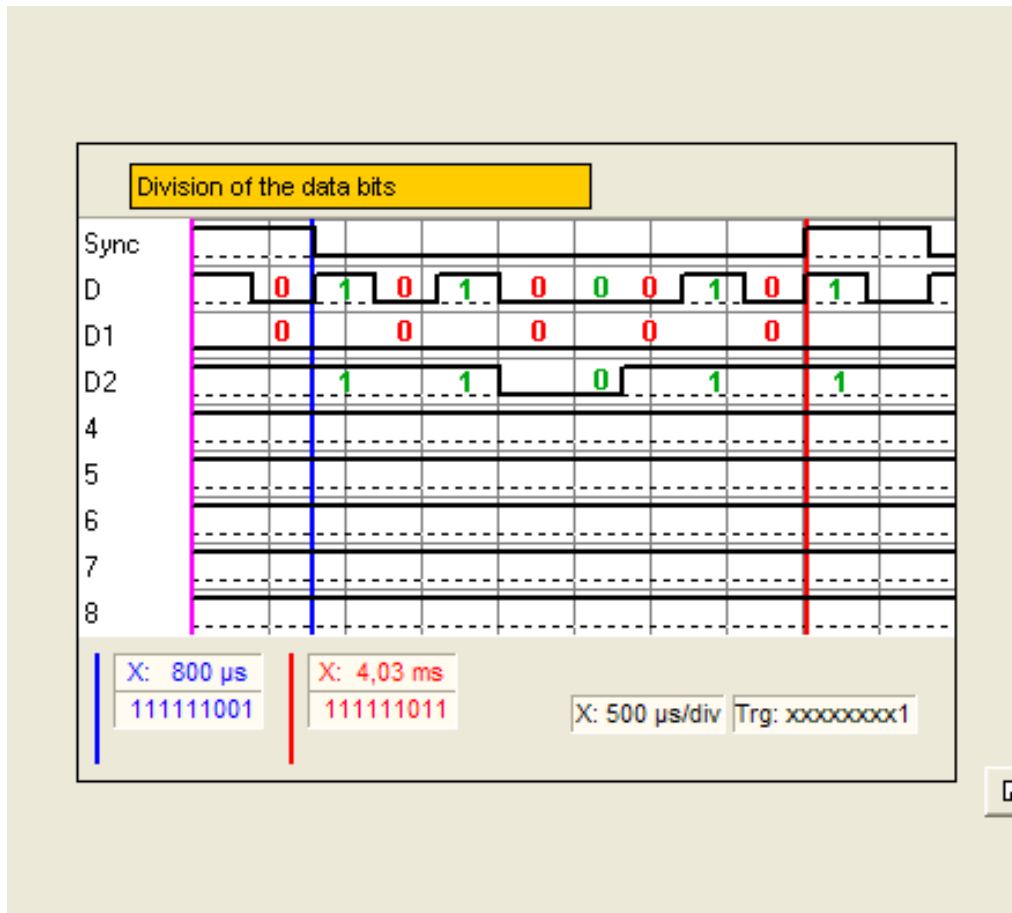 Division of the data bits
Sync
D 0 1 0 1 0 0 0 1 0 1
D1 0 0 0 0 0
D2 1 1 0 1 1
4
5
6
7
8
X: 800 µs X: 4,03 ms
111111001 111111011 X: 500 µs/div Trg: xxxxxxxx1